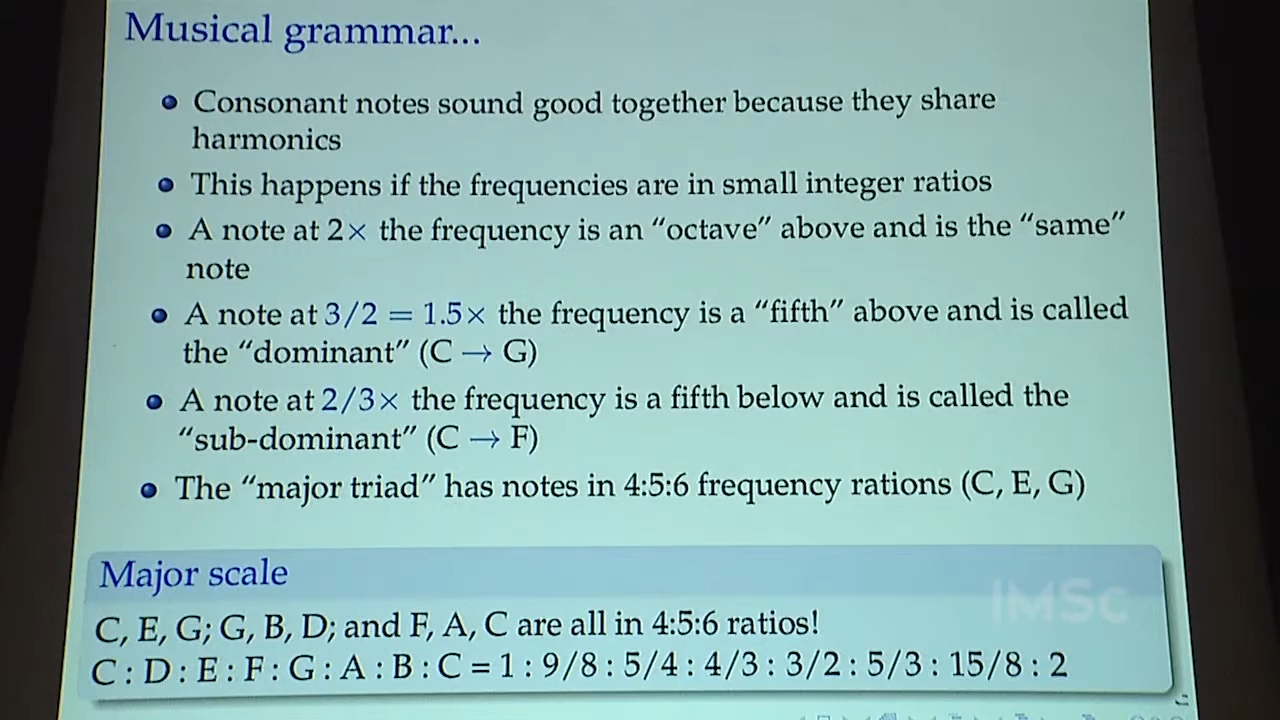 Musical grammar...
Consonant notes sound good together because they share
harmonics
This happens if the frequencies are in small integer ratios
A note at 2× the frequency is an “octave” above and is the “same”
note
A note at 3/2 = 1.5× the frequency is a “fifth” above and is called
the “dominant” (C → G)
A note at 2/3× the frequency is a fifth below and is called the
“sub-dominant” (C → F)
The “major triad” has notes in 4:5:6 frequency rations (C, E, G)
Major scale
IMSc
C, E, G; G, B, D; and F, A, C are all in 4:5:6 ratios!
C : D : E : F : G : A : B : C = 1 : 9/8 : 5/4 : 4/3 : 3/2 : 5/3 : 15/8 : 2